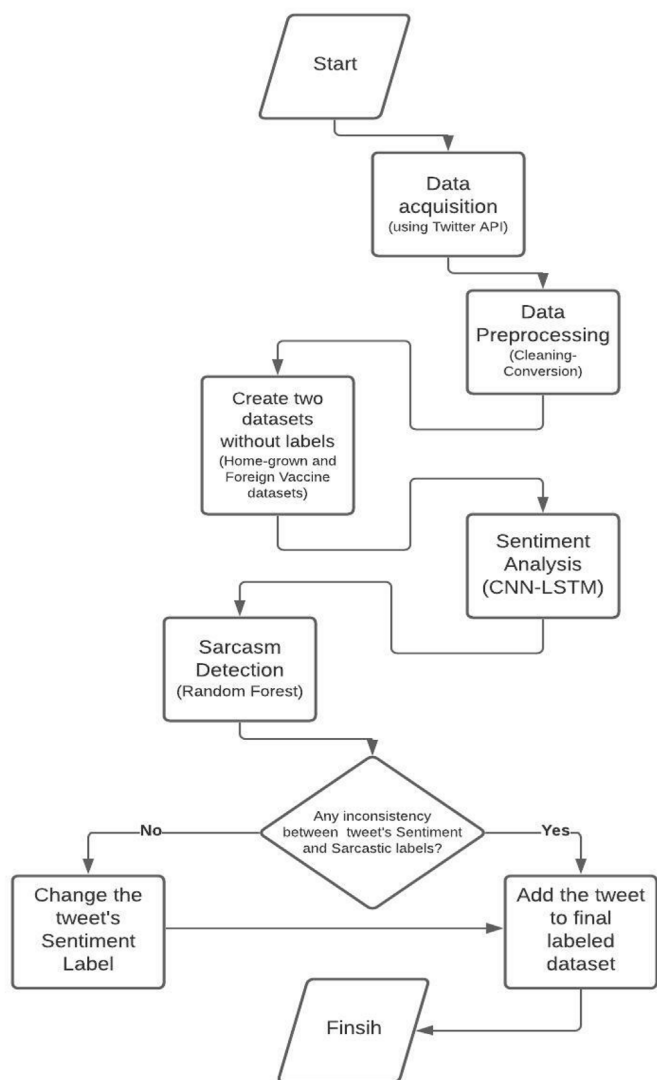 Start
Data
acquisition
(using Twitter API)
Data
Preprocessing
(Cleaning-
Conversion)
Create two
datasets
without labels
(Home-grown and
Foreign Vaccine
datasets)
Sentiment
Analysis
(CNN-LSTM)
Sarcasm
Detection
(Random Forest)
Any inconsistency
between tweet's Sentiment
and Sarcastic labels?
No
Yes
Change the
tweet's
Sentiment
Label
Add the tweet
to final
labeled
dataset
Finsih